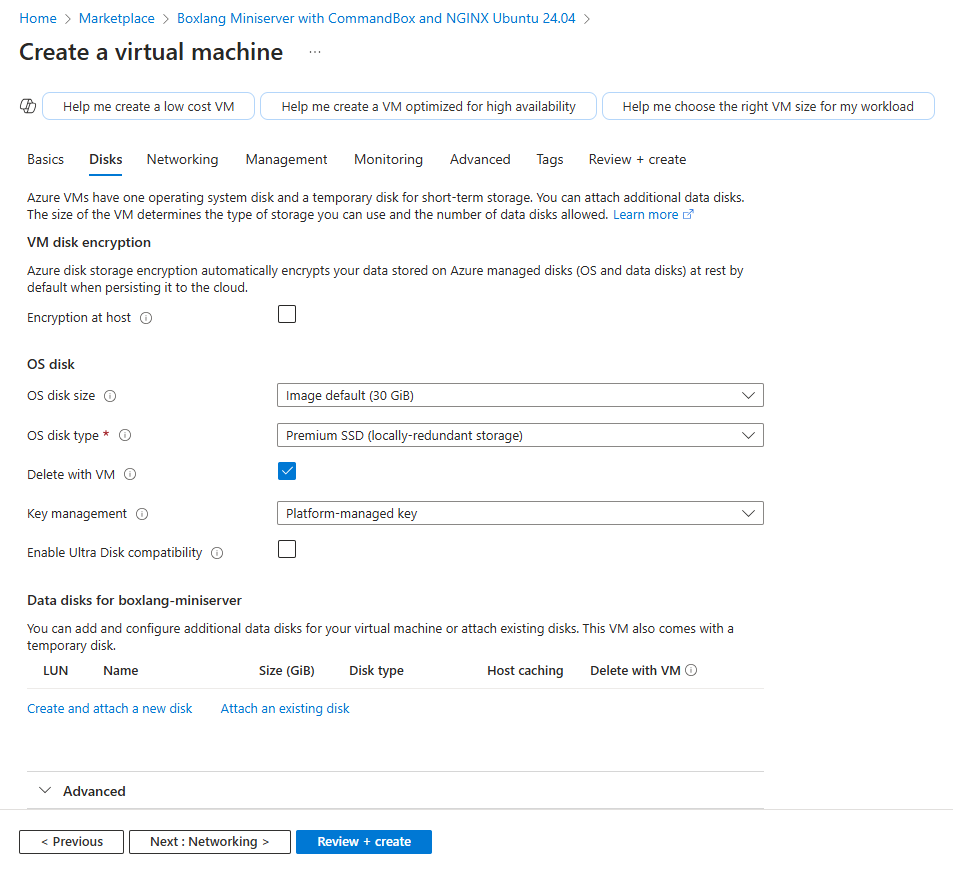 Home > Marketplace > Boxlang Miniserver with CommandBox and NGINX Ubuntu 24.04 >
Create a virtual machine ...
Help me create a low cost VM Help me create a VM optimized for high availability Help me choose the right VM size for my workload
Basics Disks Networking Management Monitoring Advanced Tags Review + create
Azure VMs have one operating system disk and a temporary disk for short-term storage. You can attach additional data disks.
The size of the VM determines the type of storage you can use and the number of data disks allowed. Learn more
VM disk encryption
Azure disk storage encryption automatically encrypts your data stored on Azure managed disks (OS and data disks) at rest by
default when persisting it to the cloud.
Encryption at host
OS disk
OS disk size Image default (30 GiB)
OS disk type * Premium SSD (locally-redundant storage)
Delete with VM
Key management Platform-managed key
Enable Ultra Disk compatibility
Data disks for boxlang-miniserver
You can add and configure additional data disks for your virtual machine or attach existing disks. This VM also comes with a
temporary disk.
LUN Name Size (GiB) Disk type Host caching Delete with VM
Create and attach a new disk Attach an existing disk
Advanced
< Previous Next : Networking > Review + create